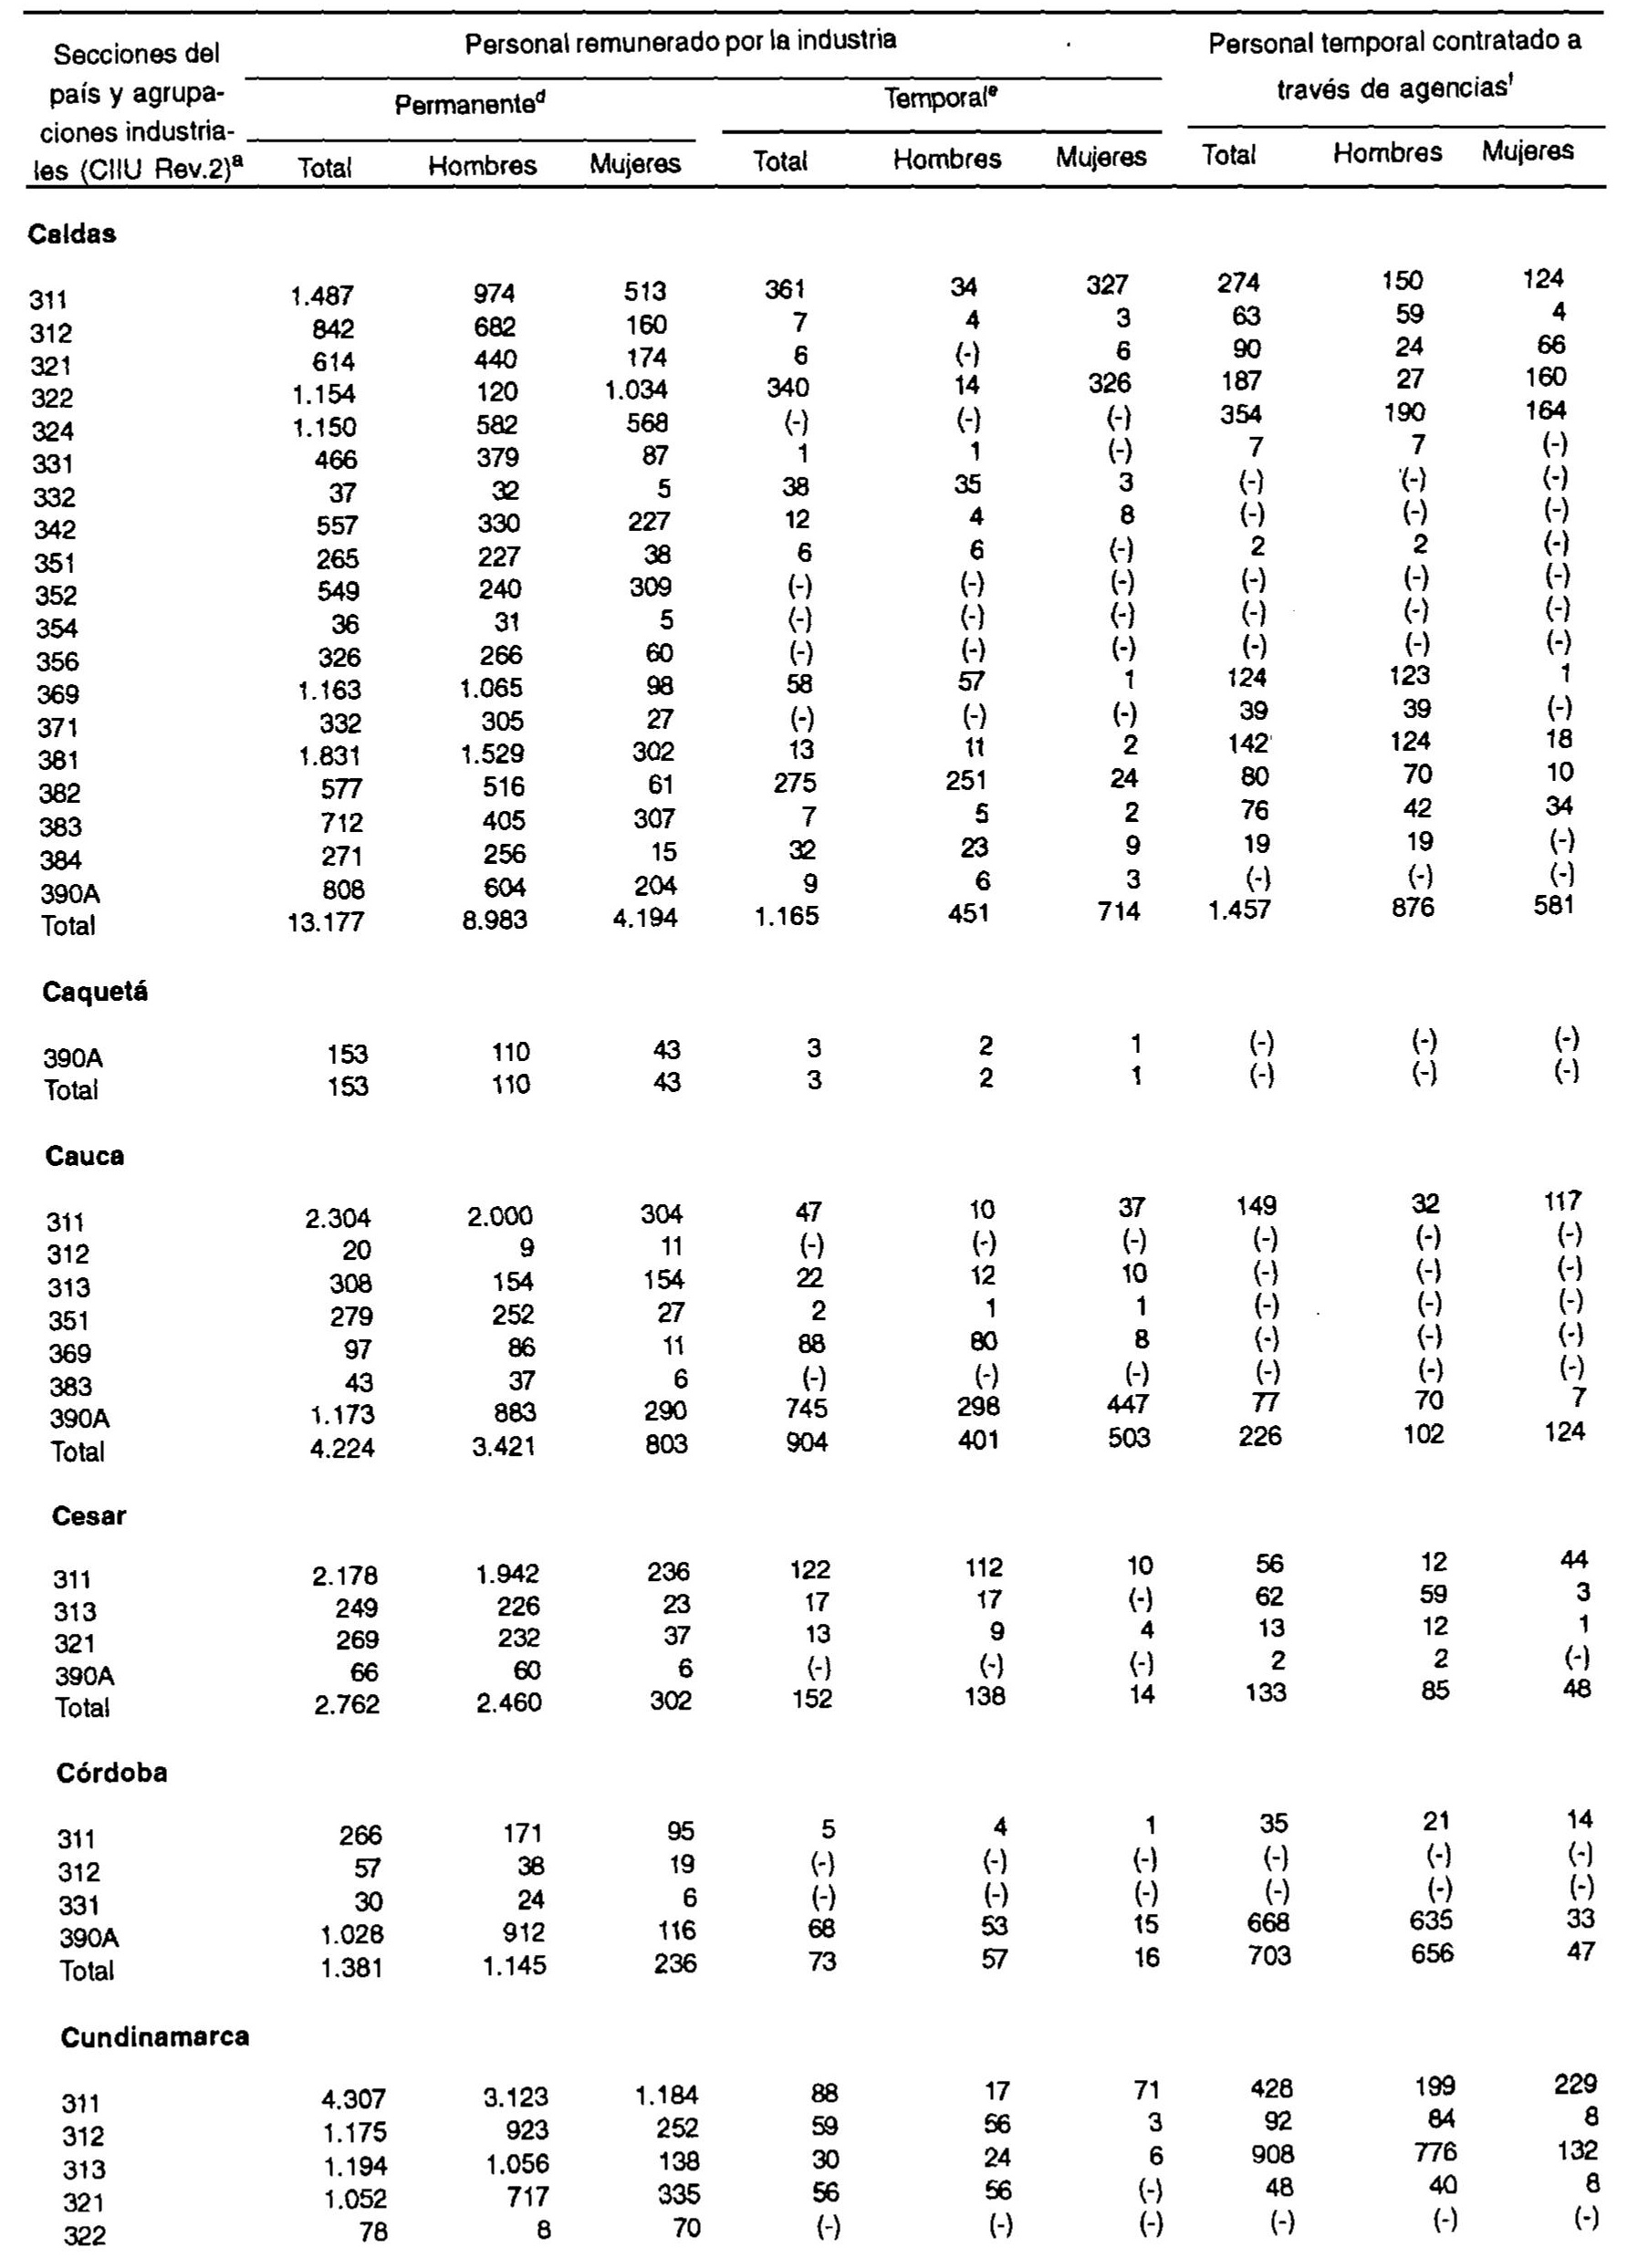 Secciones del país y agrupa-ciones industria-les (CIIU Rev.2)ª
Personal remunerado por la industria
Personal temporal contratado a través de agenciasᶠ
Permanenteᵈ
Temporalᵉ
Total Hombres Mujeres Total Hombres Mujeres Total Hombres Mujeres
Caldas
311 1.487 974 513 361 34 327 274 150 124
312 842 682 160 7 4 3 63 59 4
321 614 440 174 6 (-) 6 90 24 66
322 1.154 120 1.034 340 14 326 187 27 160
324 1.150 582 568 (-) (-) (-) 354 190 164
331 466 379 87 1 1 (-) 7 7 (-)
332 37 32 5 38 35 3 (-) (-) (-)
342 557 330 227 12 4 8 (-) (-) (-)
351 265 227 38 6 6 (-) 2 2 (-)
352 549 240 309 (-) (-) (-) (-) (-) (-)
354 36 31 5 (-) (-) (-) (-) (-) (-)
356 326 266 60 (-) (-) (-) (-) (-) (-)
369 1.163 1.065 98 58 57 1 124 123 1
371 332 305 27 (-) (-) (-) 39 39 (-)
381 1.831 1.529 302 13 11 2 142 124 18
382 577 516 61 275 251 24 80 70 10
383 712 405 307 7 5 2 76 42 34
384 271 256 15 32 23 9 19 19 (-)
390A 808 604 204 9 6 3 (-) (-) (-)
Total 13.177 8.983 4.194 1.165 451 714 1.457 876 581
Caquetá
390A 153 110 43 3 2 1 (-) (-) (-)
Total 153 110 43 3 2 1 (-) (-) (-)
Cauca
311 2.304 2.000 304 47 10 37 149 32 117
312 20 9 11 (-) (-) (-) (-) (-) (-)
313 308 154 154 22 12 10 (-) (-) (-)
351 279 252 27 2 1 1 (-) (-) (-)
369 97 86 11 88 80 8 (-) (-) (-)
383 43 37 6 (-) (-) (-) (-) (-) (-)
390A 1.173 883 290 745 298 447 77 70 7
Total 4.224 3.421 803 904 401 503 226 102 124
Cesar
311 2.178 1.942 236 122 112 10 56 12 44
313 249 226 23 17 17 (-) 62 59 3
321 269 232 37 13 9 4 13 12 1
390A 66 60 6 (-) (-) (-) 2 2 (-)
Total 2.762 2.460 302 152 138 14 133 85 48
Córdoba
311 266 171 95 5 4 1 35 21 14
312 57 38 19 (-) (-) (-) (-) (-) (-)
331 30 24 6 (-) (-) (-) (-) (-) (-)
390A 1.028 912 116 68 53 15 668 635 33
Total 1.381 1.145 236 73 57 16 703 656 47
Cundinamarca
311 4.307 3.123 1.184 88 17 71 428 199 229
312 1.175 923 252 59 56 3 92 84 8
313 1.194 1.056 138 30 24 6 908 776 132
321 1.052 717 335 56 56 (-) 48 40 8
322 78 8 70 (-) (-) (-) (-) (-) (-)